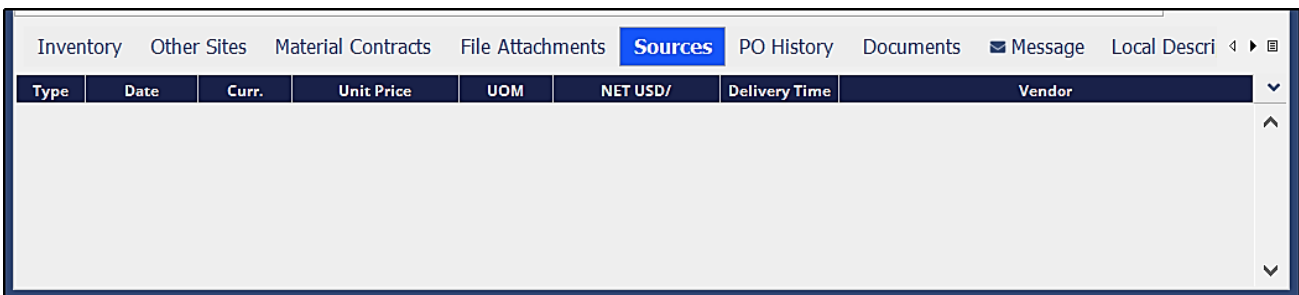 Inventory Other Sites Material Contracts File Attachments Sources PO History Documents Message Local Descri
Type Date Curr. Unit Price UOM NET USD/ Delivery Time Vendor